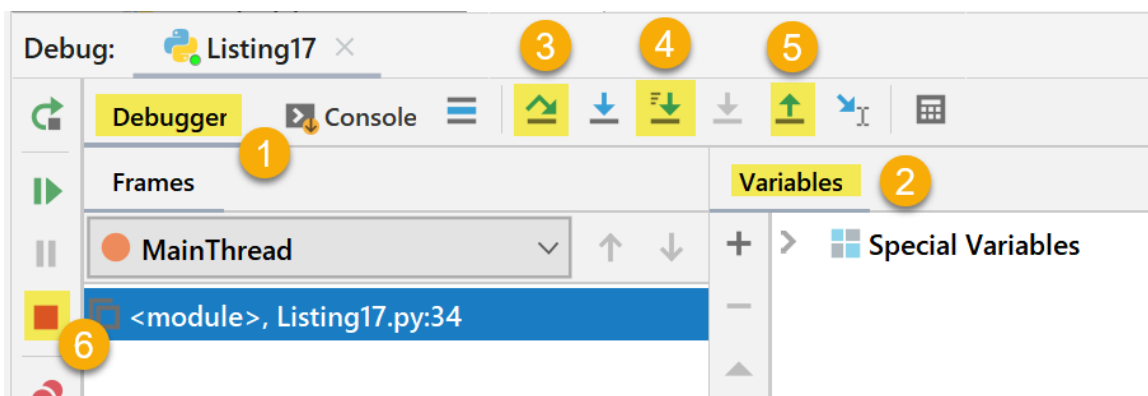 Debug: Listing17
3 4 5
Debugger Console
1
Frames Variables
2
MainThread Special Variables
<module>, Listing17.py:34
6